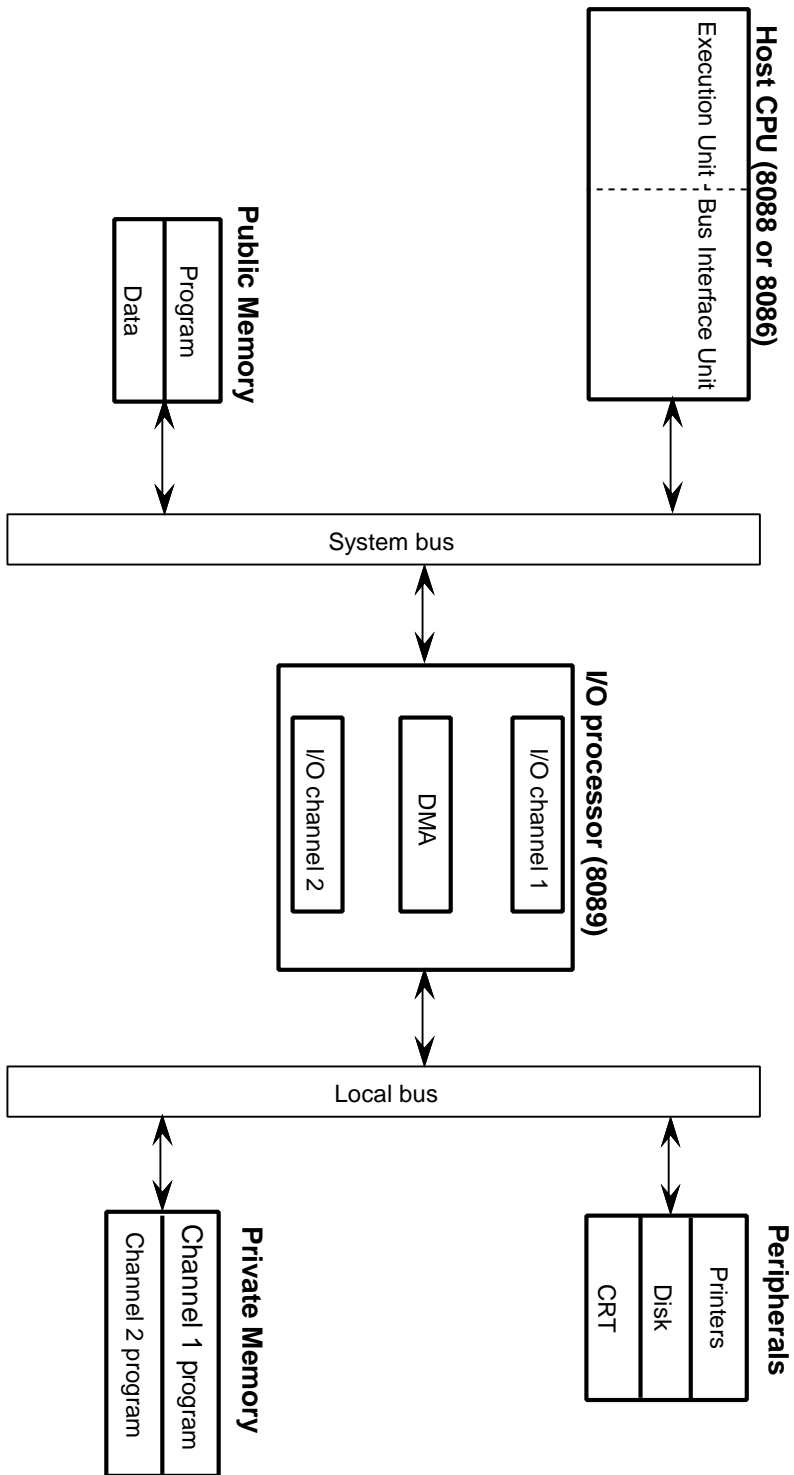 Host CPU (8088 or 8086)
Execution Unit - Bus Interface Unit
Public Memory
Program
Data
System bus
I/O processor (8089)
I/O channel 1
DMA
I/O channel 2
Local bus
Peripherals
Printers
Disk
CRT
Private Memory
Channel 1 program
Channel 2 program